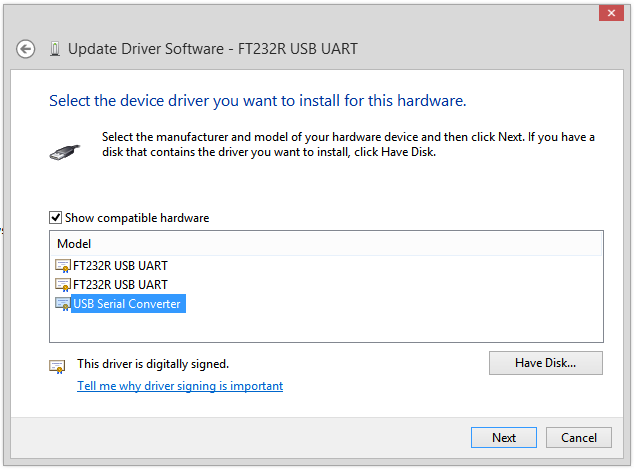 Update Driver Software - FT232R USB UART
Select the device driver you want to install for this hardware.
Select the manufacturer and model of your hardware device and then click Next. If you have a
disk that contains the driver you want to install, click Have Disk.
Show compatible hardware
Model
FT232R USB UART
FT232R USB UART
USB Serial Converter
This driver is digitally signed.
Have Disk...
Tell me why driver signing is important
Next
Cancel